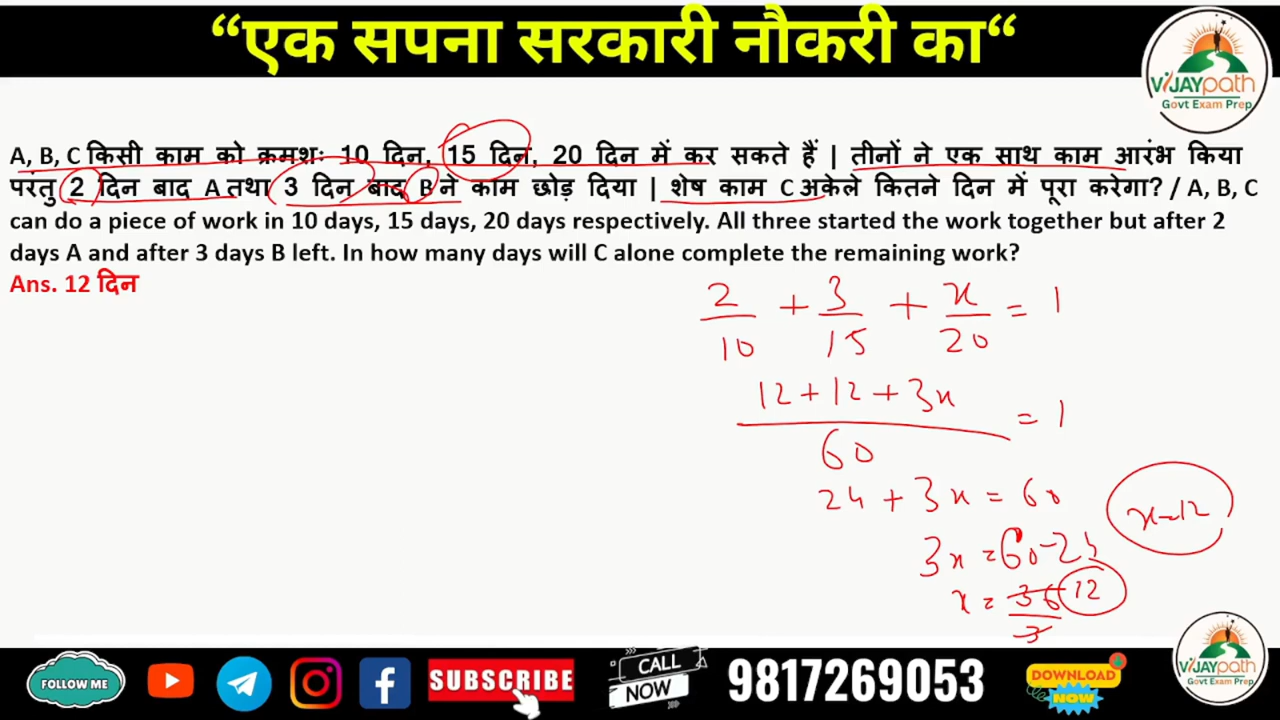 “एक सपना सरकारी नौकरी का“
VIJAYpath
Govt Exam Prep
A, B, C किसी काम को क्रमशः 10 दिन, 15 दिन, 20 दिन में कर सकते हैं | तीनों ने एक साथ काम आरंभ किया
परंतु 2 दिन बाद A तथा 3 दिन बाद B ने काम छोड़ दिया | शेष काम C अकेले कितने दिन में पूरा करेगा? / A, B, C
can do a piece of work in 10 days, 15 days, 20 days respectively. All three started the work together but after 2
days A and after 3 days B left. In how many days will C alone complete the remaining work?
Ans. 12 दिन
2/10 + 3/15 + x/20 = 1
12 + 12 + 3x / 60 = 1
24 + 3x = 60
x = 12
3x = 60 - 24
x = 36/3 12
FOLLOW ME
SUBSCRIBE
CALL
NOW
9817269053
DOWNLOAD
NOW
VIJAYpath
Govt Exam Prep